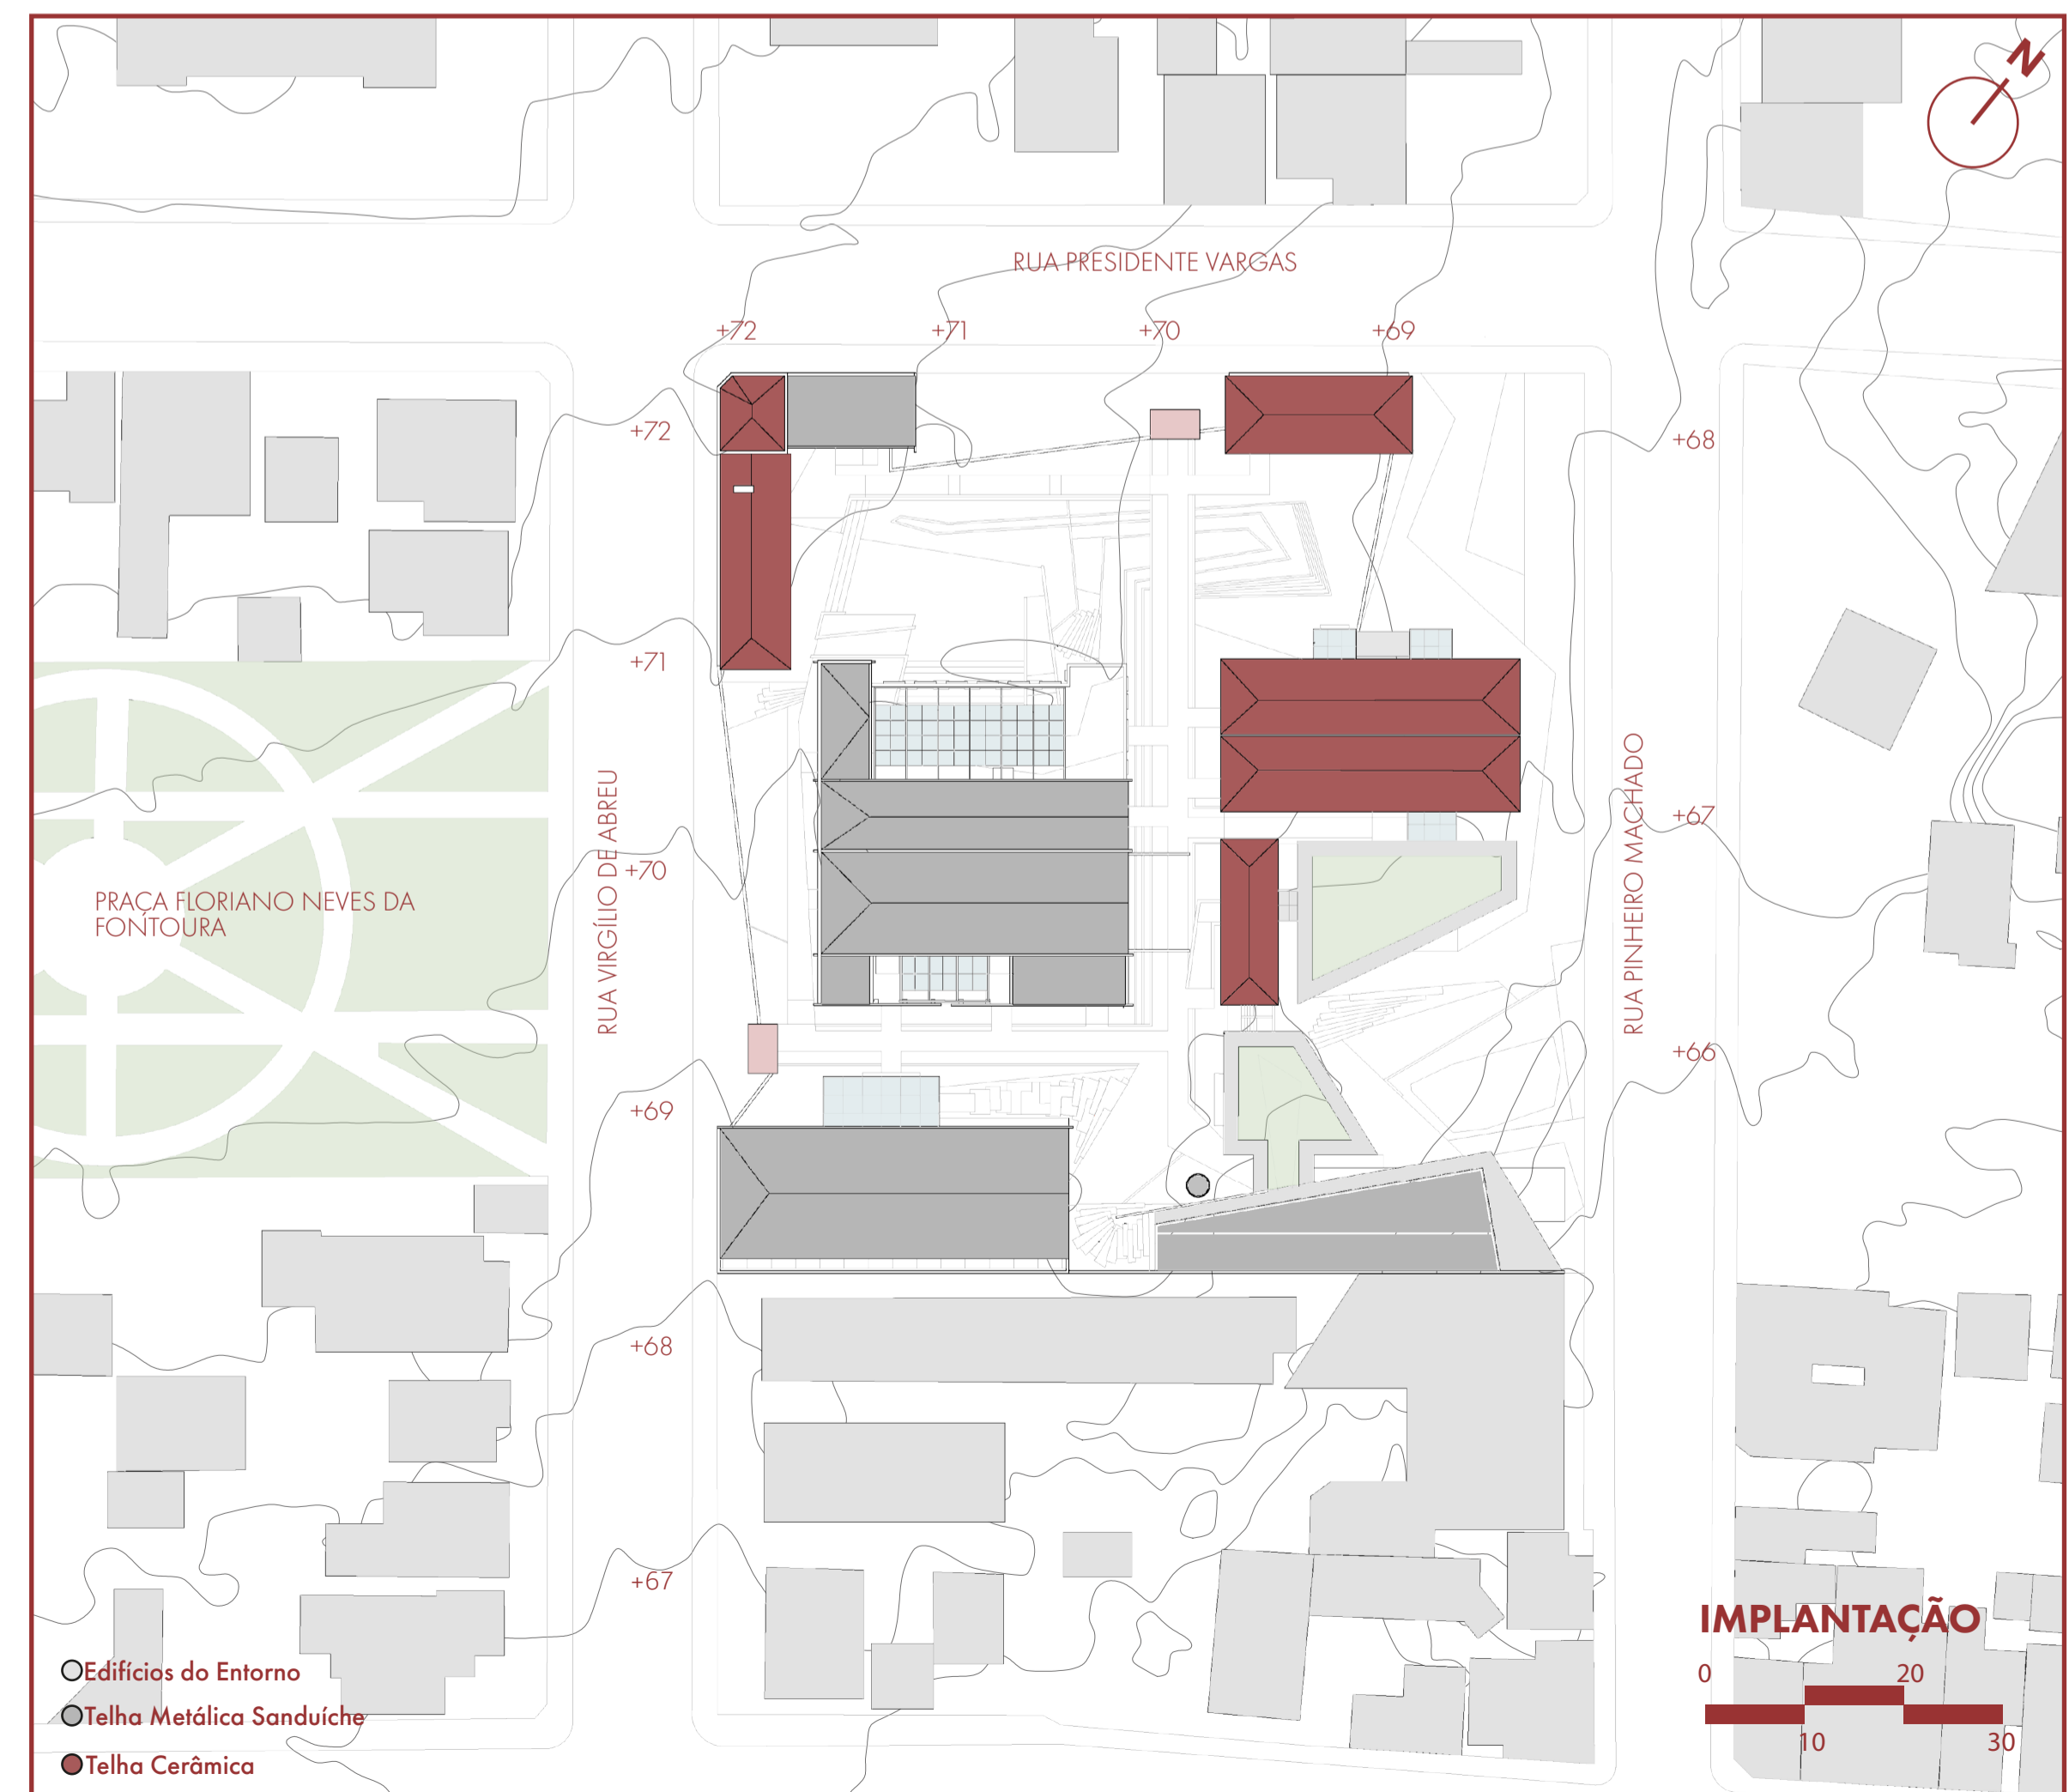 N
RUA PRESIDENTE VARGAS
+72
+71
+70
+69
+72
+68
+71
RUA VIRGÍLIO DE ABREU
RUA PINHEIRO MACHADO
+67
+70
PRAÇA FLORIANO NEVES DA
FONTOURA
+66
+69
+68
+67
IMPLANTAÇÃO
0
20
10
30
Edifícios do Entorno
Telha Metálica Sanduíche
Telha Cerâmica